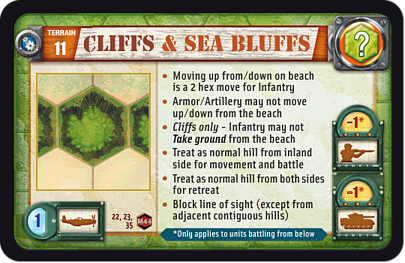 TERRAIN
11
CLIFFS & SEA BLUFFS
?
• Moving up from/down on beach
is a 2 hex move for Infantry
• Armor/Artillery may not move
up/down from the beach
• Cliffs only - Infantry may not
Take ground from the beach
• Treat as normal hill from inland
side for movement and battle
• Treat as normal hill from both sides
for retreat
• Block line of sight (except from
adjacent contiguous hills)
*Only applies to units battling from below
-1*
-1*
1
22, 23,
35
M44